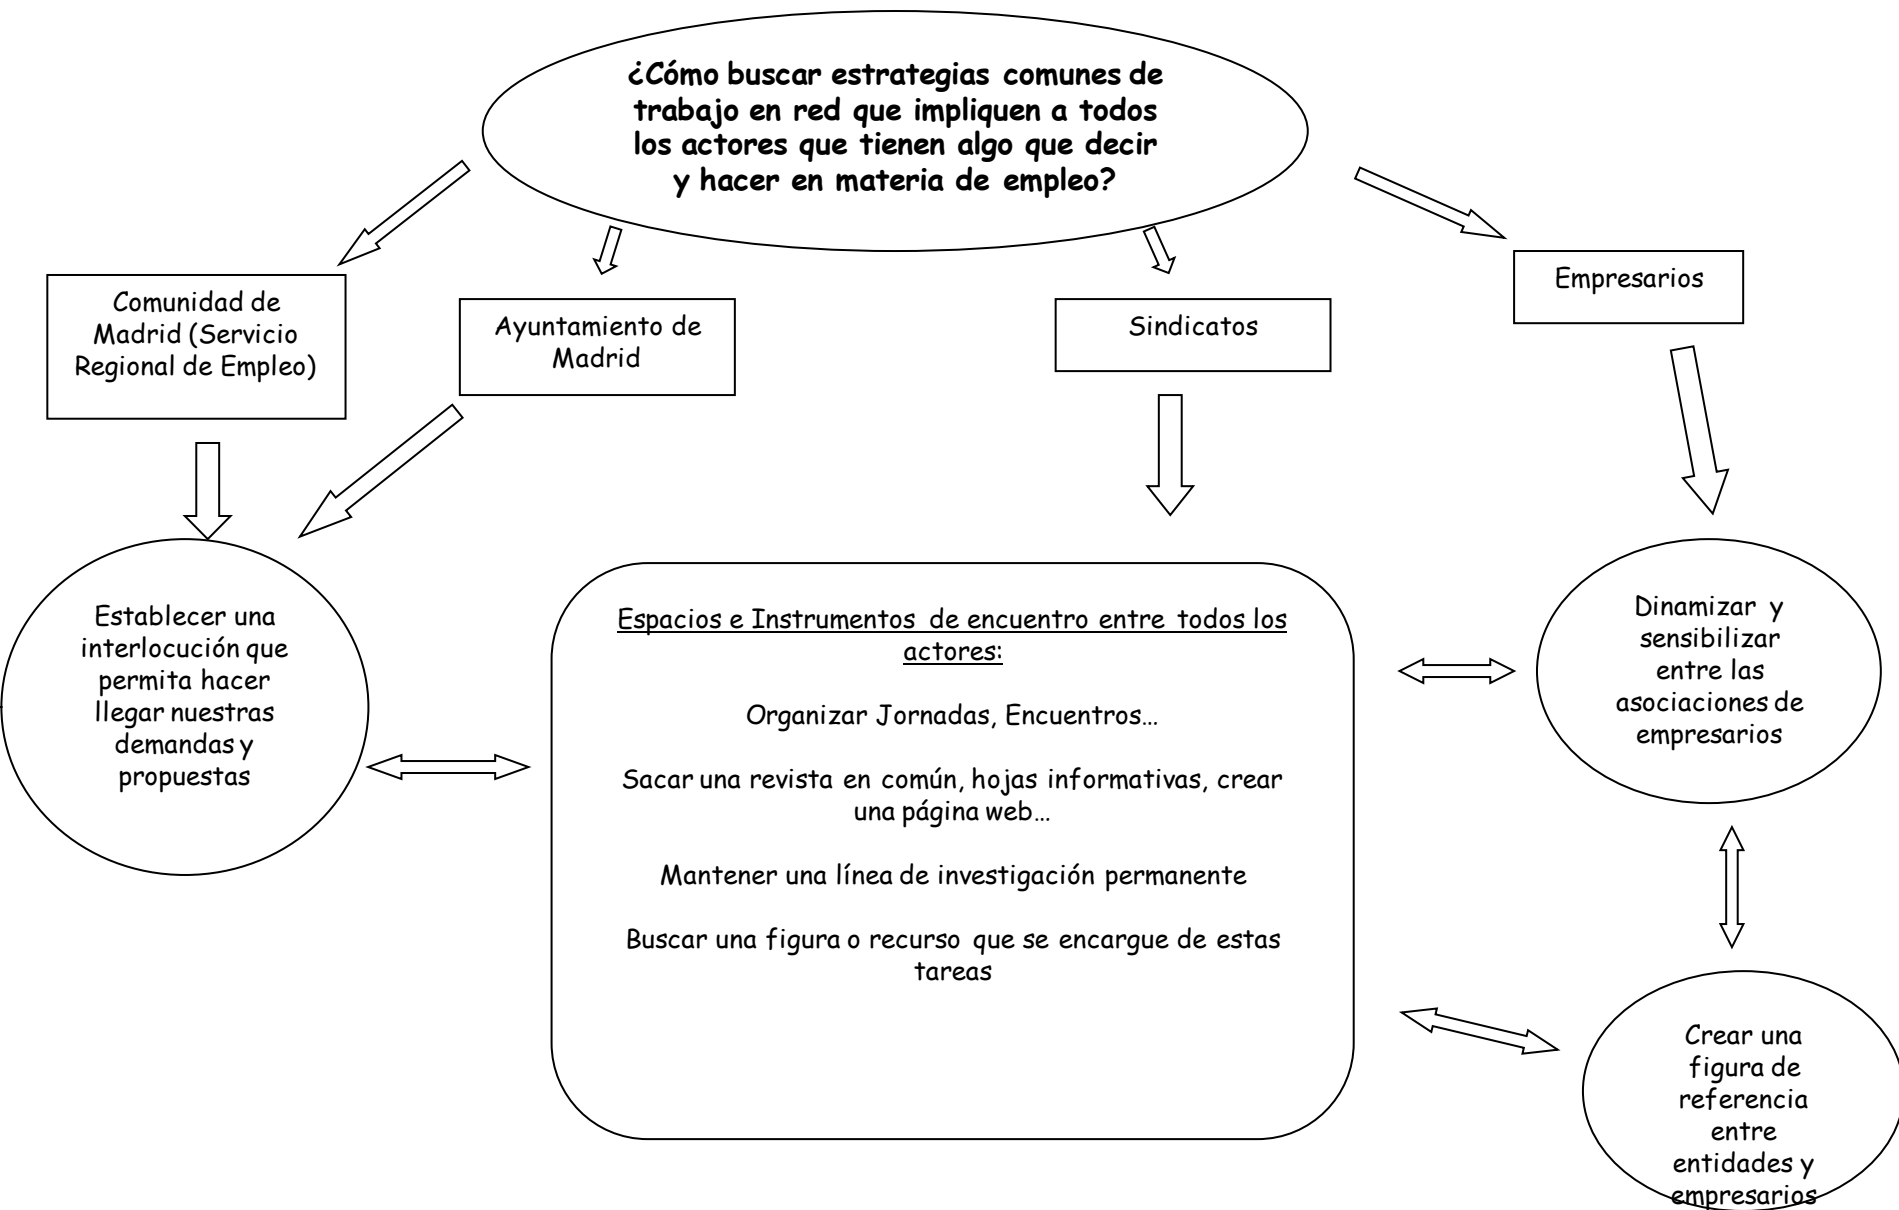 ¿Cómo buscar estrategias comunes de
trabajo en red que impliquen a todos
los actores que tienen algo que decir
y hacer en materia de empleo?
Comunidad de
Madrid (Servicio
Regional de Empleo)
Ayuntamiento de
Madrid
Sindicatos
Empresarios
Establecer una
interlocución que
permita hacer
llegar nuestras
demandas y
propuestas
Espacios e Instrumentos de encuentro entre todos los
actores:
Organizar Jornadas, Encuentros…
Sacar una revista en común, hojas informativas, crear
una página web…
Mantener una línea de investigación permanente
Buscar una figura o recurso que se encargue de estas
tareas
Dinamizar y
sensibilizar
entre las
asociaciones de
empresarios
Crear una
figura de
referencia
entre
entidades y
empresarios